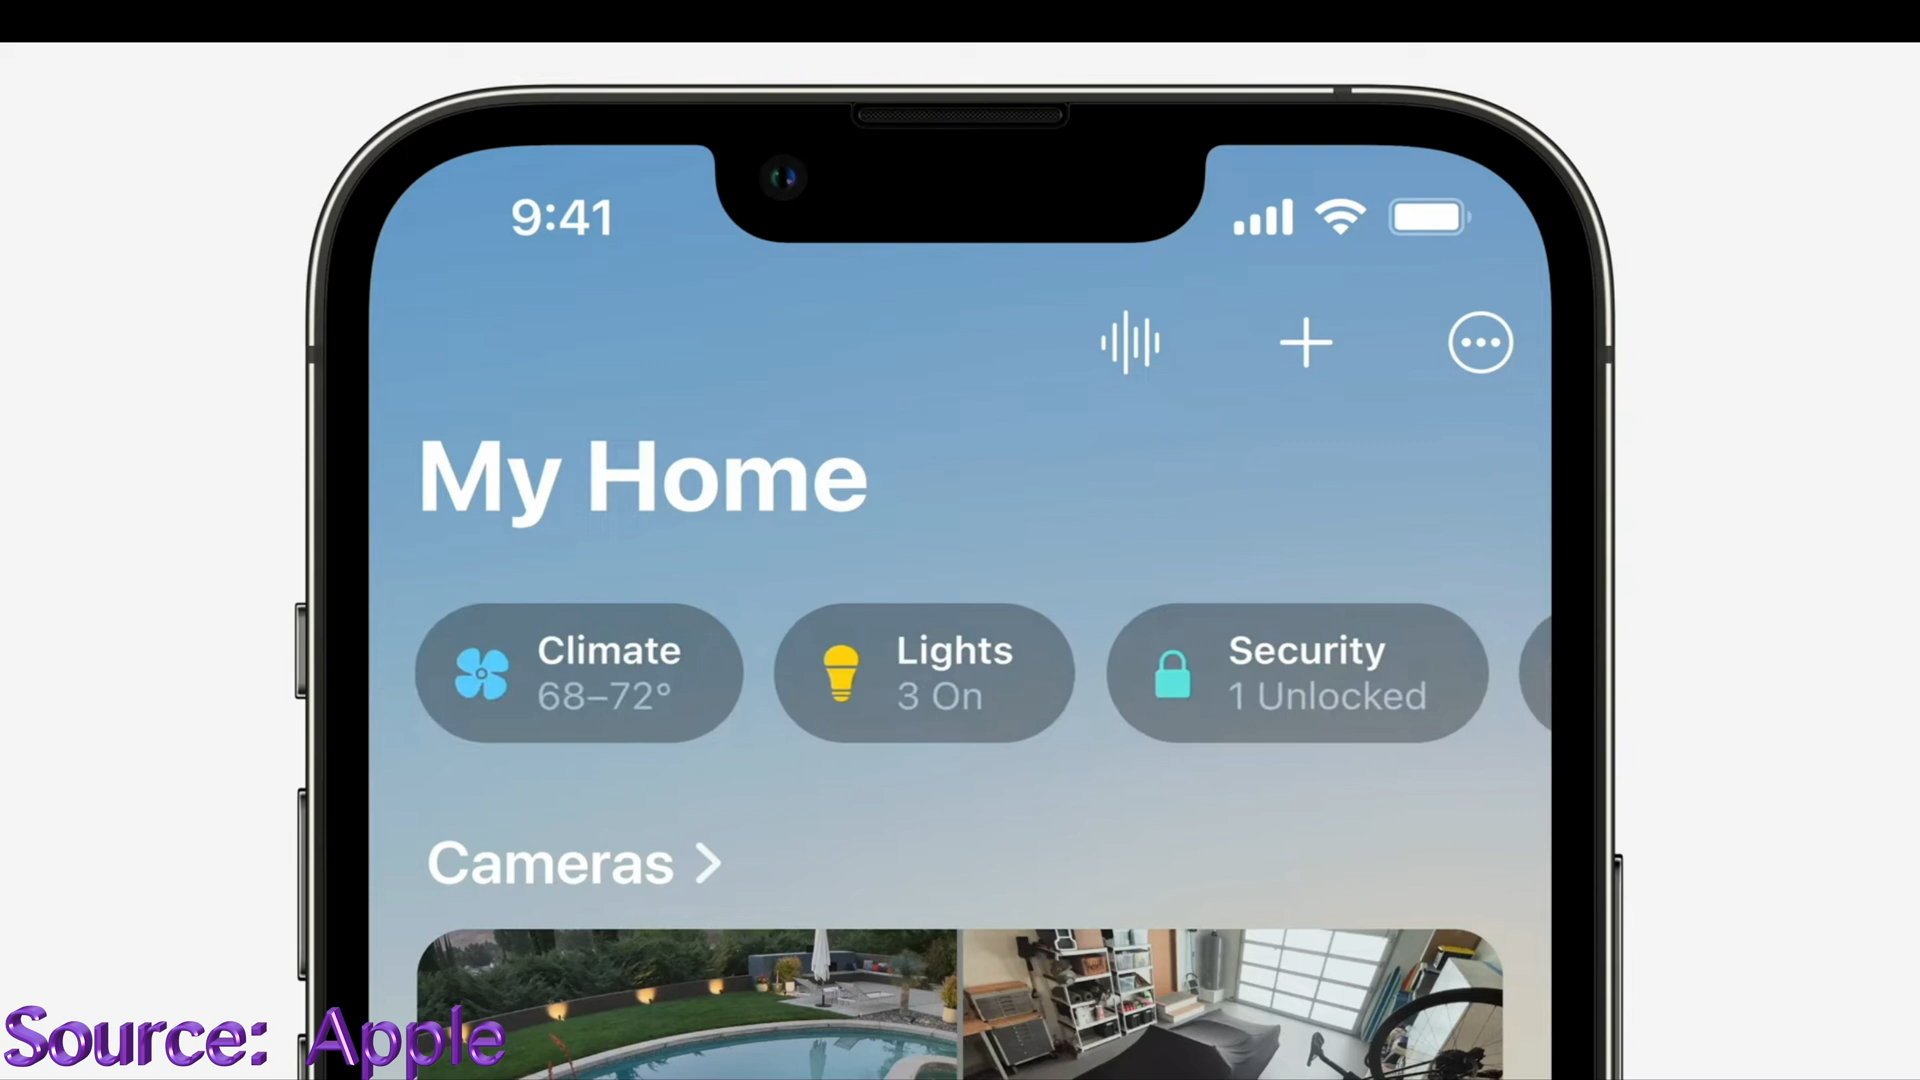 9:41
My Home
Climate
68–72°
Lights
3 On
Security
1 Unlocked
Cameras
Source: Apple